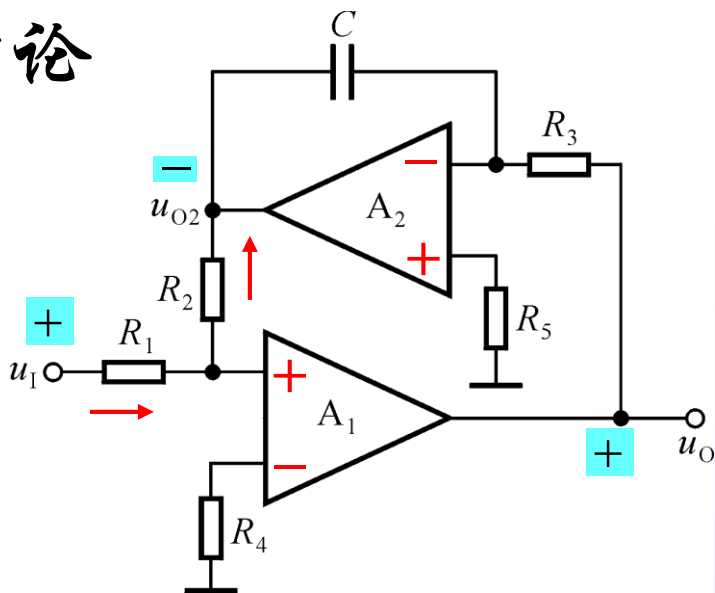 论
C
R3
−
−
uO2
A2
+
R2
R5
+
R1
uI
+
A1
−
+
uO
R4